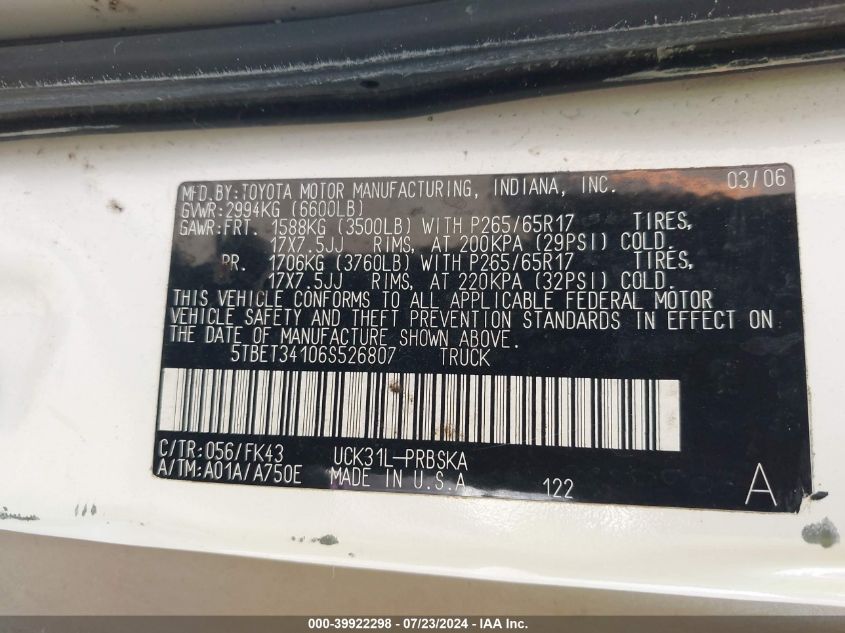 MFD.BY:TOYOTA MOTOR MANUFACTURING, INDIANA, INC. 03/06
GVWR:2994KG (6600LB)
GAWR:FRT. 1588KG (3500LB) WITH P265/65R17 TIRES,
17X7.5JJ RIMS, AT 200KPA (29PSI) COLD.
PR. 1706KG (3760LB) WITH P265/65R17 TIRES,
17X7.5JJ RIMS, AT 220KPA (32PSI) COLD.
THIS VEHICLE CONFORMS TO ALL APPLICABLE FEDERAL MOTOR
VEHICLE SAFETY AND THEFT PREVENTION STANDARDS IN EFFECT ON
THE DATE OF MANUFACTURE SHOWN ABOVE.
5TBET34106S526807 TRUCK
C/TR:056/FK43 UCK31L-PRBSKA
A/TM:A01A/A750E MADE IN U.S.A 122 A
000-39922298 - 07/23/2024 - IAA Inc.